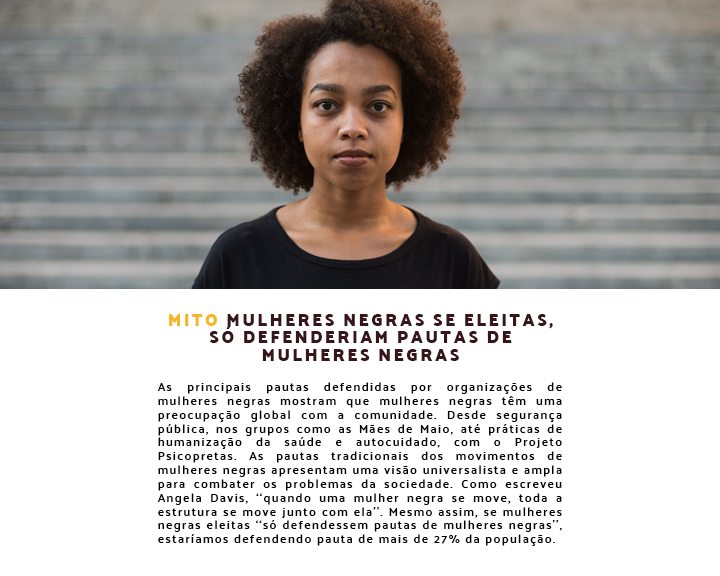 MITO MULHERES NEGRAS SE ELEITAS,
SÓ DEFENDERIAM PAUTAS DE
MULHERES NEGRAS
As principais pautas defendidas por organizações de
mulheres negras mostram que mulheres negras têm uma
preocupação global com a comunidade. Desde segurança
pública, nos grupos como as Mães de Maio, até práticas de
humanização da saúde e autocuidado, com o Projeto
Psicopretas. As pautas tradicionais dos movimentos de
mulheres negras apresentam uma visão universalista e ampla
para combater os problemas da sociedade. Como escreveu
Angela Davis, “quando uma mulher negra se move, toda a
estrutura se move junto com ela”. Mesmo assim, se mulheres
negras eleitas “só defendessem pautas de mulheres negras”,
estaríamos defendendo pauta de mais de 27% da população.